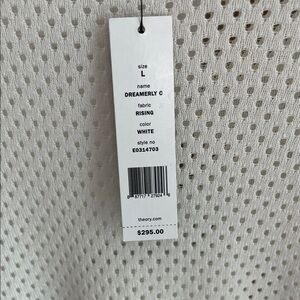 size
L
name
DREAMERLY C
fabric
RISING
color
WHITE
style no
E0314703
theory.com
$295.00